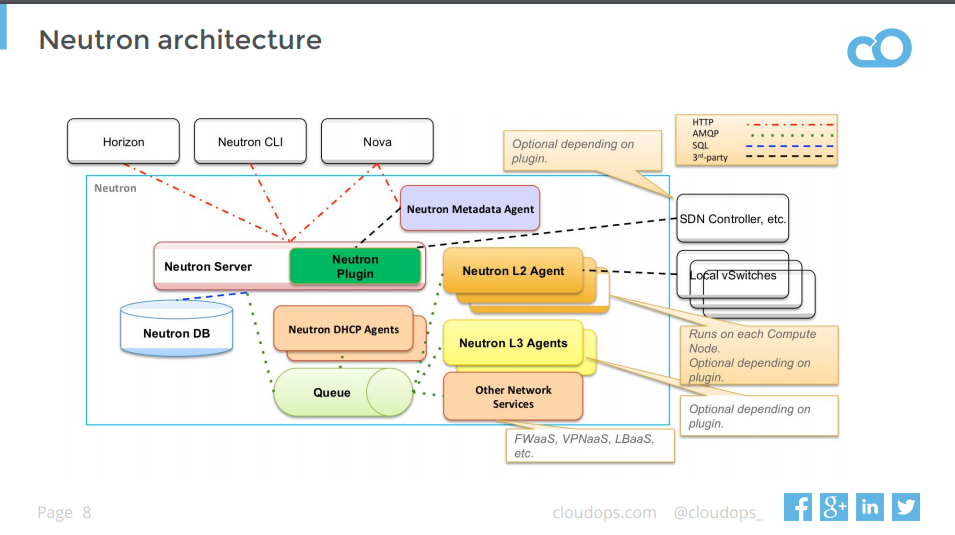 Neutron architecture
Horizon
Neutron CLI
Nova
Optional depending on
plugin.
HTTP
AMQP
SQL
3rd-party
Neutron
Neutron Metadata Agent
SDN Controller, etc.
Neutron Server
Neutron
Plugin
Neutron L2 Agent
Local vSwitches
Neutron DB
Neutron DHCP Agents
Neutron L3 Agents
Runs on each Compute
Node.
Optional depending on
plugin.
Queue
Other Network
Services
Optional depending on
plugin.
FWaaS, VPNaaS, LBaaS,
etc.
Page 8
cloudops.com @cloudops_
f
g+
in